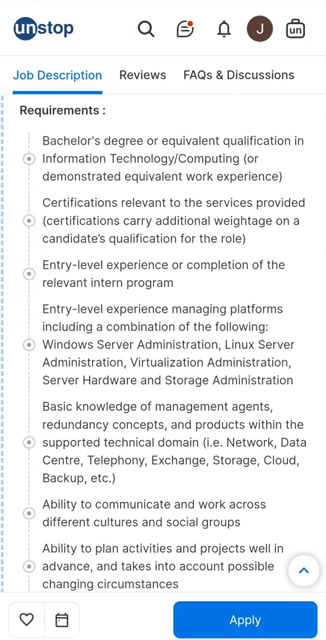 unstop
J
un
Job Description
Reviews
FAQs & Discussions
Requirements :
Bachelor's degree or equivalent qualification in
Information Technology/Computing (or
demonstrated equivalent work experience)
Certifications relevant to the services provided
(certifications carry additional weightage on a
candidate's qualification for the role)
Entry-level experience or completion of the
relevant intern program
Entry-level experience managing platforms
including a combination of the following:
Windows Server Administration, Linux Server
Administration, Virtualization Administration,
Server Hardware and Storage Administration
Basic knowledge of management agents,
redundancy concepts, and products within the
supported technical domain (i.e. Network, Data
Centre, Telephony, Exchange, Storage, Cloud,
Backup, etc.)
Ability to communicate and work across
different cultures and social groups
Ability to plan activities and projects well in
advance, and takes into account possible
changing circumstances
Apply